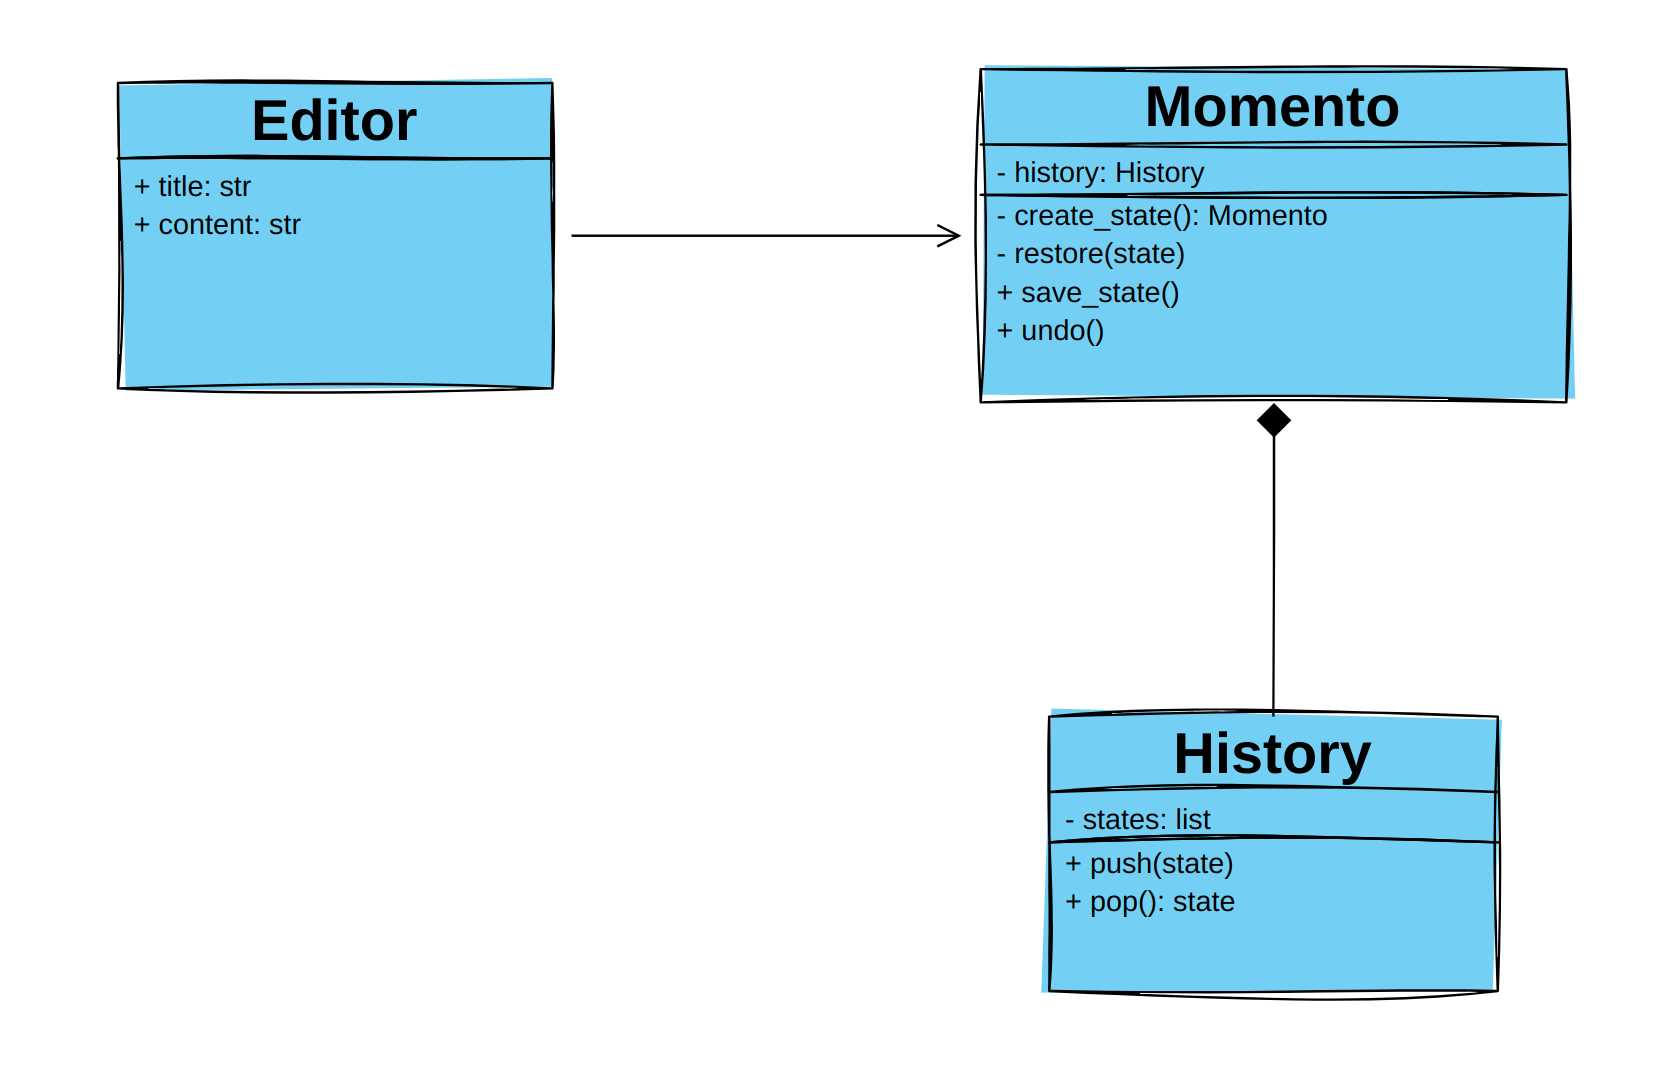 Editor
+ title: str
+ content: str
Momento
- history: History
- create_state(): Momento
- restore(state)
+ save_state()
+ undo()
History
- states: list
+ push(state)
+ pop(): state